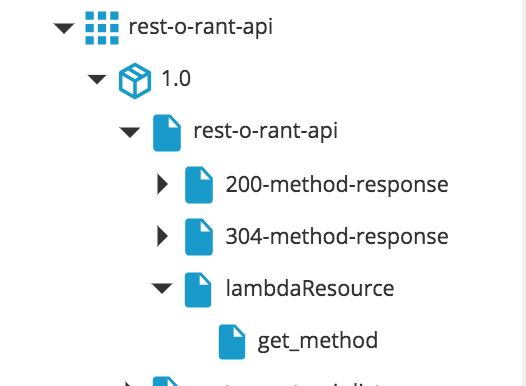 rest-o-rant-api
1.0
rest-o-rant-api
200-method-response
304-method-response
lambdaResource
get_method